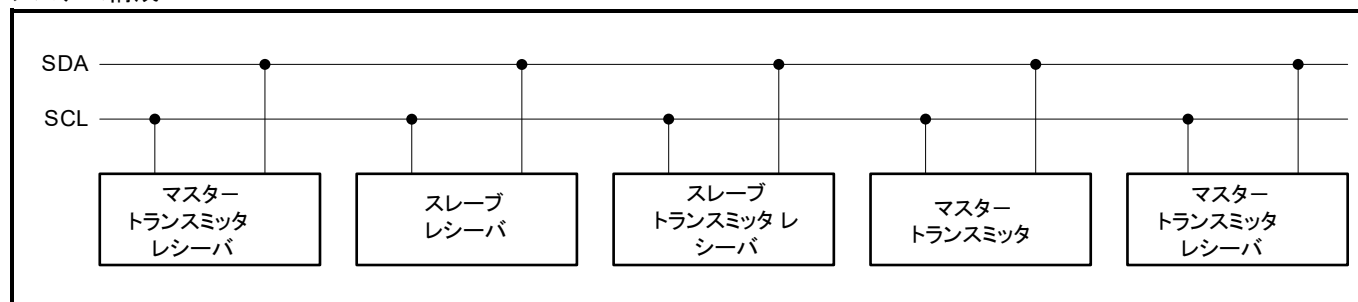 SDA
SCL
マスター
トランスミッタ
レシーバ
スレーブ
レシーバ
スレーブ
トランスミッタ レ
シーバ
マスター
トランスミッタ
マスター
トランスミッタ
レシーバ